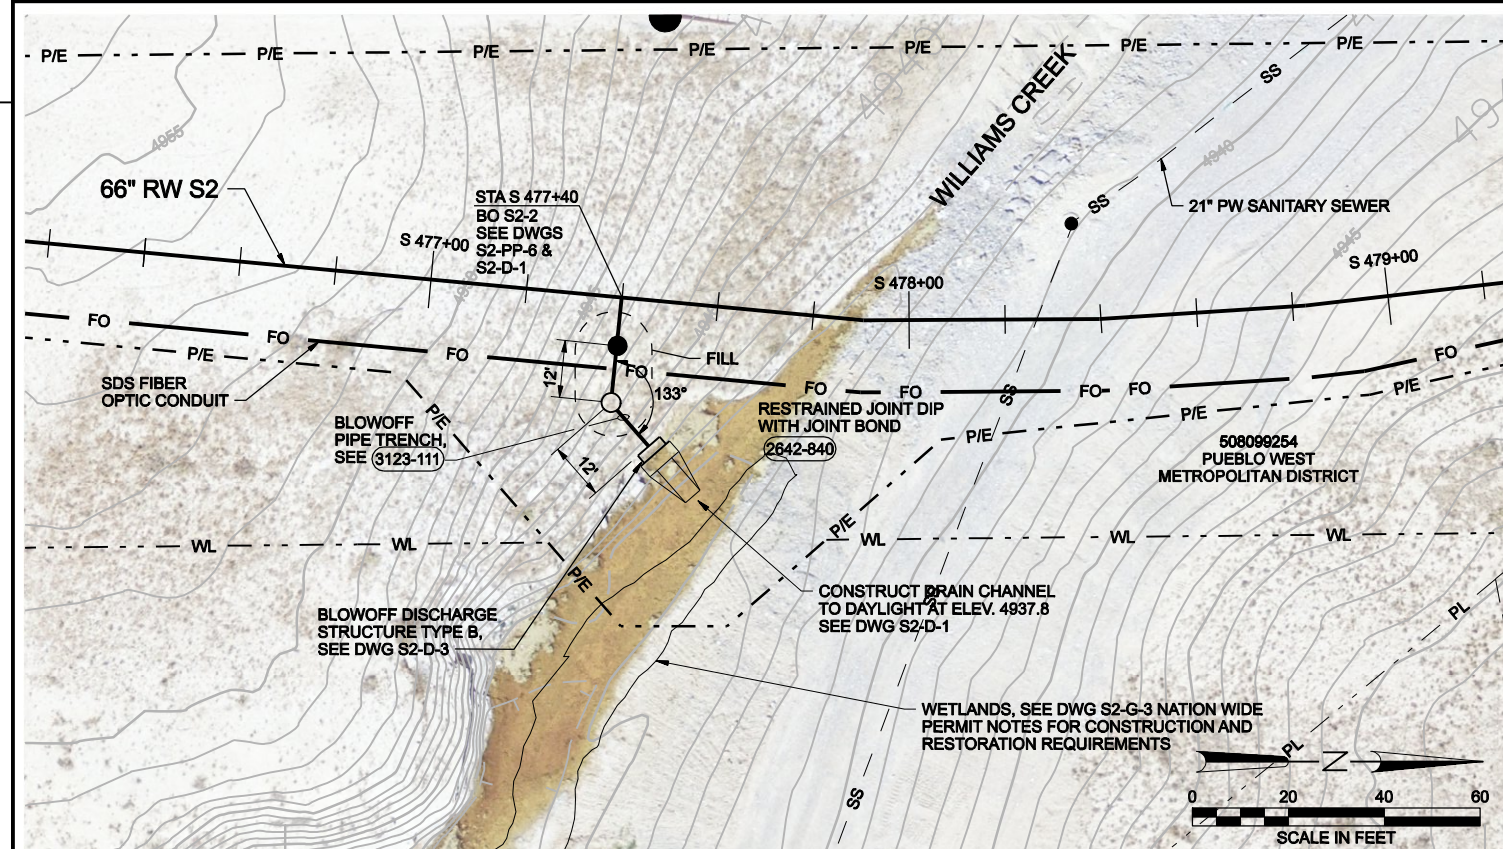 P/E
P/E
P/E
P/E
P/E
P/E
P/E
WILLIAMS CREEK
SS
4955
4940
66" RW S2
STA S 477+40
BO S2-2
SEE DWGS
S2-PP-6 &
S2-D-1
S 477+00
SS
21" PW SANITARY SEWER
4945
S 479+00
S 478+00
FO
FO
FO
FO
FO
FO
FO
FO
FO
P/E
SDS FIBER
OPTIC CONDUIT
FILL
12'
133°
SS
P/E
P/E
RESTRAINED JOINT DIP
WITH JOINT BOND
2642-840
BLOWOFF
PIPE TRENCH,
SEE 3123-111
P/E
P/E
12'
508099254
PUEBLO WEST
METROPOLITAN DISTRICT
P/E
WL
WL
WL
WL
WL
P/E
CONSTRUCT DRAIN CHANNEL
TO DAYLIGHT AT ELEV. 4937.8
SEE DWG S2-D-1
SS
PL
BLOWOFF DISCHARGE
STRUCTURE TYPE B,
SEE DWG S2-D-3
WETLANDS, SEE DWG S2-G-3 NATION WIDE
PERMIT NOTES FOR CONSTRUCTION AND
RESTORATION REQUIREMENTS
PL
N
SS
0 20 40 60
SCALE IN FEET